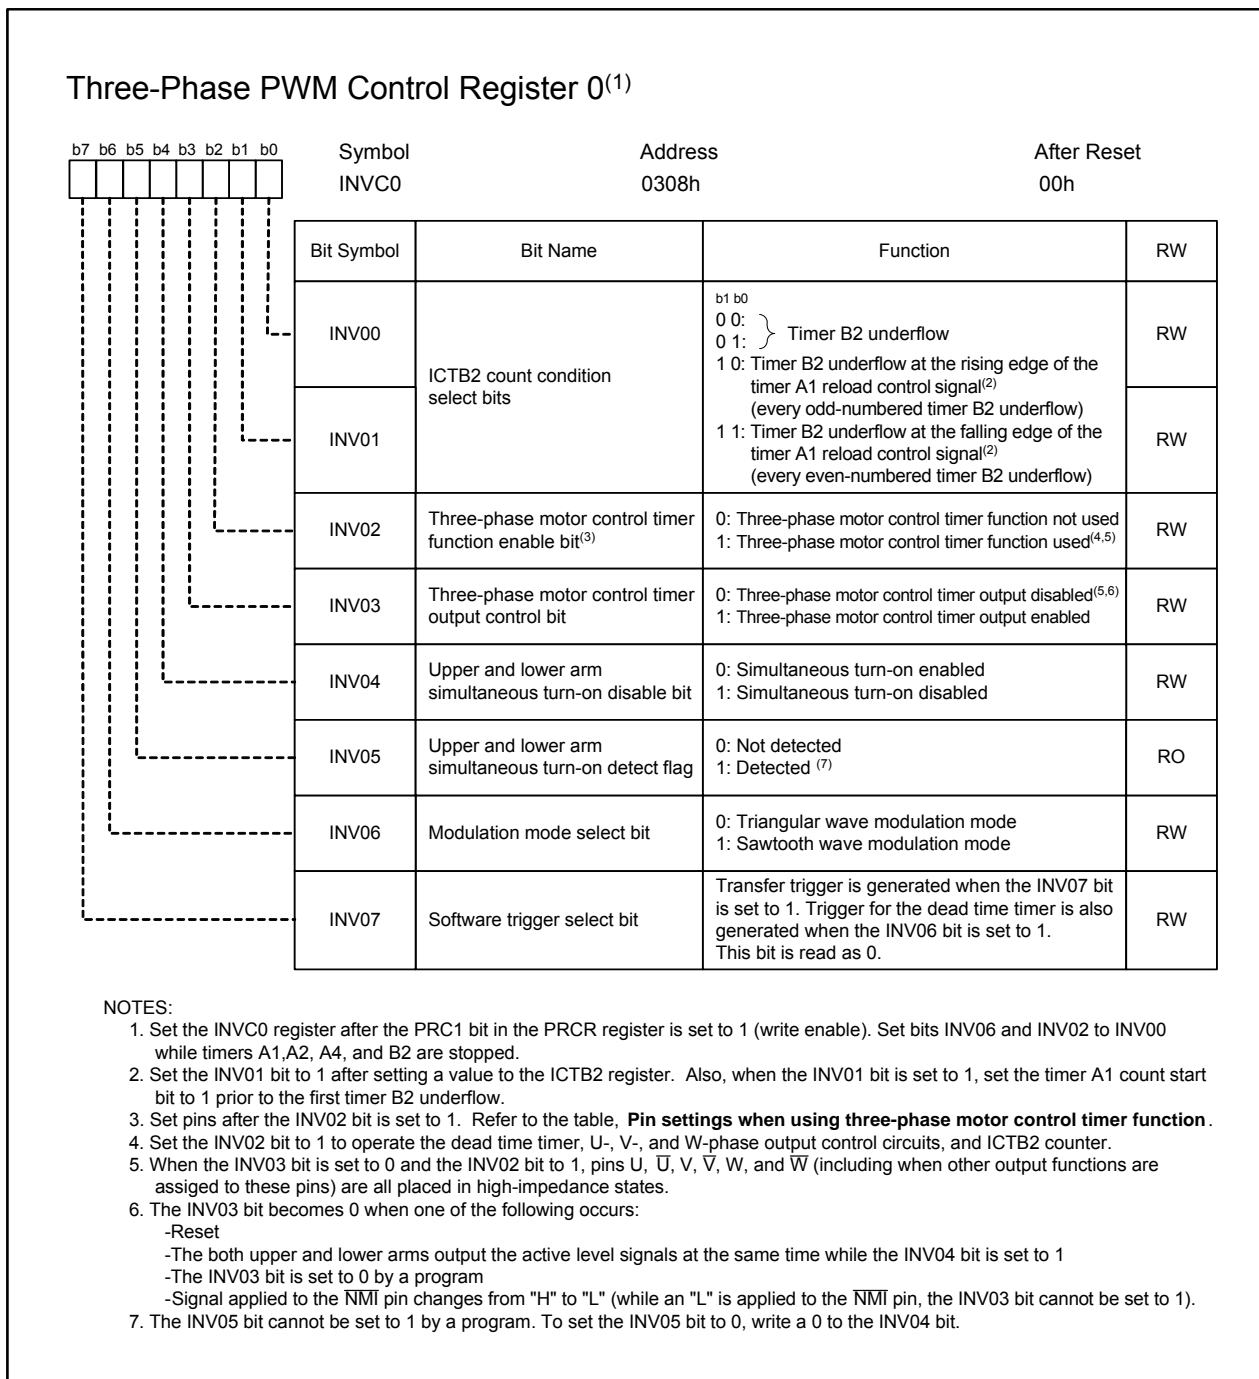 Three-Phase PWM Control Register 0(1)
b7 b6 b5 b4 b3 b2 b1 b0
Symbol Address After Reset
INVC0 0308h 00h
Bit Symbol Bit Name Function RW
INV00
INV01
ICTB2 count condition
select bits
b1 b0
0 0:
0 1: Timer B2 underflow
1 0: Timer B2 underflow at the rising edge of the
timer A1 reload control signal(2)
(every odd-numbered timer B2 underflow)
1 1: Timer B2 underflow at the falling edge of the
timer A1 reload control signal(2)
(every even-numbered timer B2 underflow)
RW
RW
INV02
Three-phase motor control timer
function enable bit(3)
0: Three-phase motor control timer function not used
1: Three-phase motor control timer function used(4,5)
RW
INV03
Three-phase motor control timer
output control bit
0: Three-phase motor control timer output disabled(5,6)
1: Three-phase motor control timer output enabled
RW
INV04
Upper and lower arm
simultaneous turn-on disable bit
0: Simultaneous turn-on enabled
1: Simultaneous turn-on disabled
RW
INV05
Upper and lower arm
simultaneous turn-on detect flag
0: Not detected
1: Detected (7)
RO
INV06
Modulation mode select bit
0: Triangular wave modulation mode
1: Sawtooth wave modulation mode
RW
INV07
Software trigger select bit
Transfer trigger is generated when the INV07 bit
is set to 1. Trigger for the dead time timer is also
generated when the INV06 bit is set to 1.
This bit is read as 0.
RW
NOTES:
1. Set the INVC0 register after the PRC1 bit in the PRCR register is set to 1 (write enable). Set bits INV06 and INV02 to INV00
while timers A1,A2, A4, and B2 are stopped.
2. Set the INV01 bit to 1 after setting a value to the ICTB2 register. Also, when the INV01 bit is set to 1, set the timer A1 count start
bit to 1 prior to the first timer B2 underflow.
3. Set pins after the INV02 bit is set to 1. Refer to the table, Pin settings when using three-phase motor control timer function.
4. Set the INV02 bit to 1 to operate the dead time timer, U-, V-, and W-phase output control circuits, and ICTB2 counter.
5. When the INV03 bit is set to 0 and the INV02 bit to 1, pins U, U̅, V, V̅, W, and W̅ (including when other output functions are
assiged to these pins) are all placed in high-impedance states.
6. The INV03 bit becomes 0 when one of the following occurs:
-Reset
-The both upper and lower arms output the active level signals at the same time while the INV04 bit is set to 1
-The INV03 bit is set to 0 by a program
-Signal applied to the N̅M̅I̅ pin changes from "H" to "L" (while an "L" is applied to the N̅M̅I̅ pin, the INV03 bit cannot be set to 1).
7. The INV05 bit cannot be set to 1 by a program. To set the INV05 bit to 0, write a 0 to the INV04 bit.